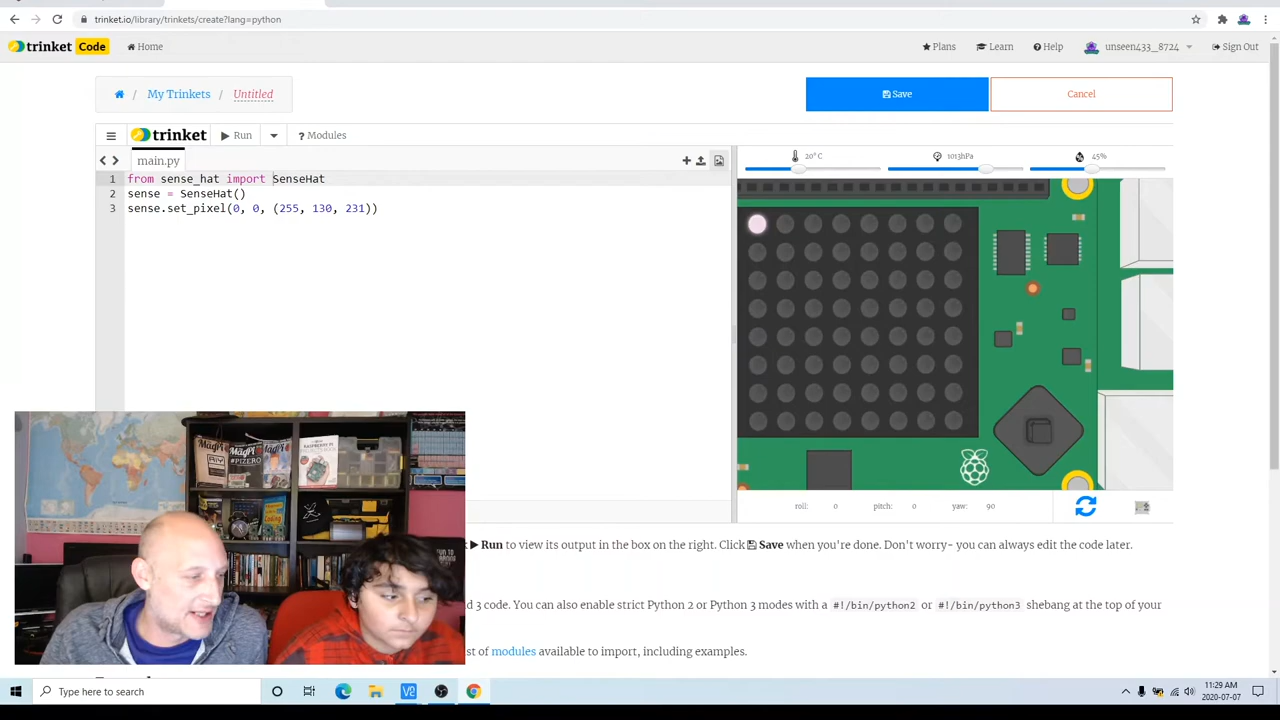 trinket.io/library/trinkets/create?lang=python
trinket Code Home Plans Learn Help unseen433_8724 Sign Out
/ My Trinkets / Untitled Save Cancel
trinket Run ? Modules
main.py 20°C 1013hPa 45%
1 from sense_hat import SenseHat
2 sense = SenseHat()
3 sense.set_pixel(0, 0, (255, 130, 231))
MagPi
MagPi
#PIZERO
roll: 0 pitch: 0 yaw: 90
Run to view its output in the box on the right. Click Save when you're done. Don't worry- you can always edit the code later.
d 3 code. You can also enable strict Python 2 or Python 3 modes with a #!/bin/python2 or #!/bin/python3 shebang at the top of your
st of modules available to import, including examples.
Type here to search
11:29 AM
2020-07-07